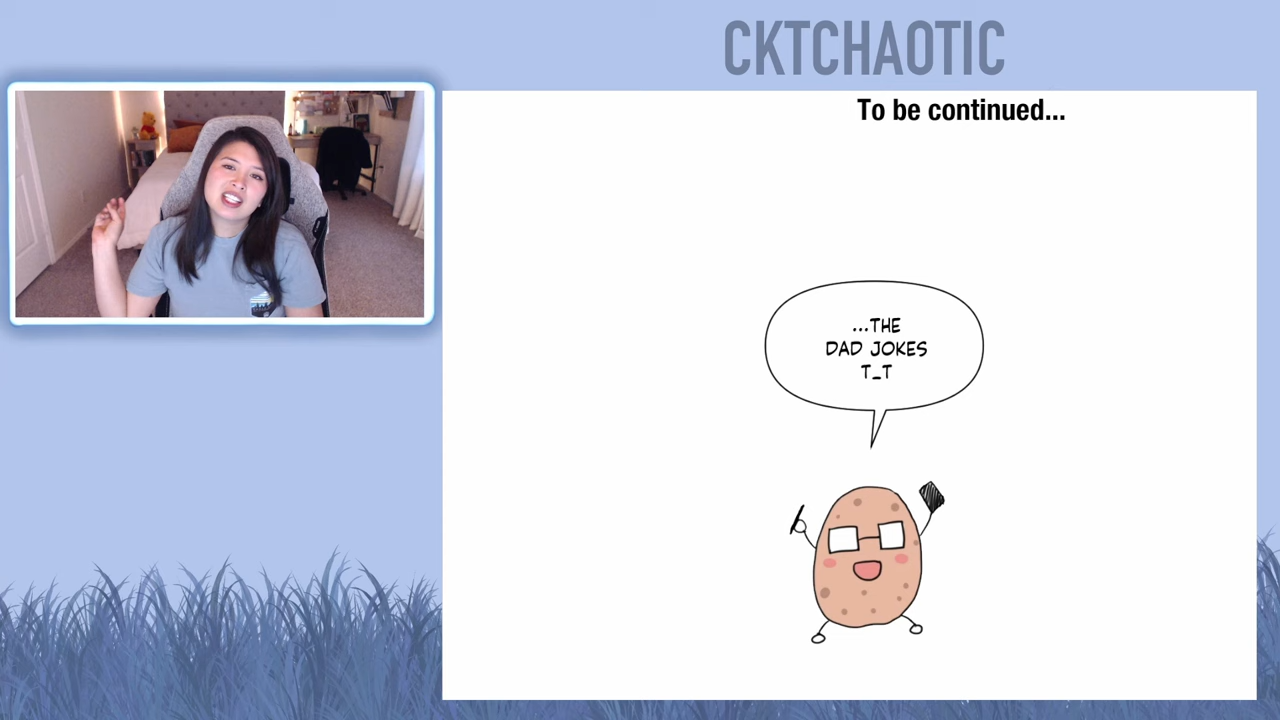 CKTCHAOTIC
To be continued...
...THE
DAD JOKES
T_T